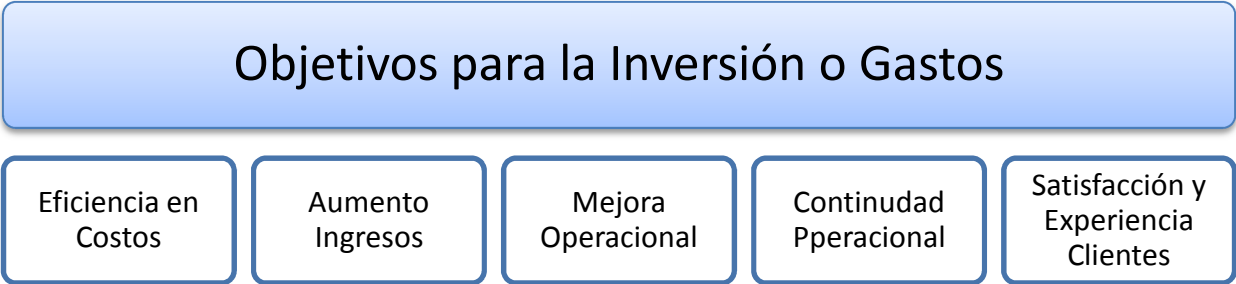 Objetivos para la Inversión o Gastos
Eficiencia en
Costos
Aumento
Ingresos
Mejora
Operacional
Continudad
Pperacional
Satisfacción y
Experiencia
Clientes